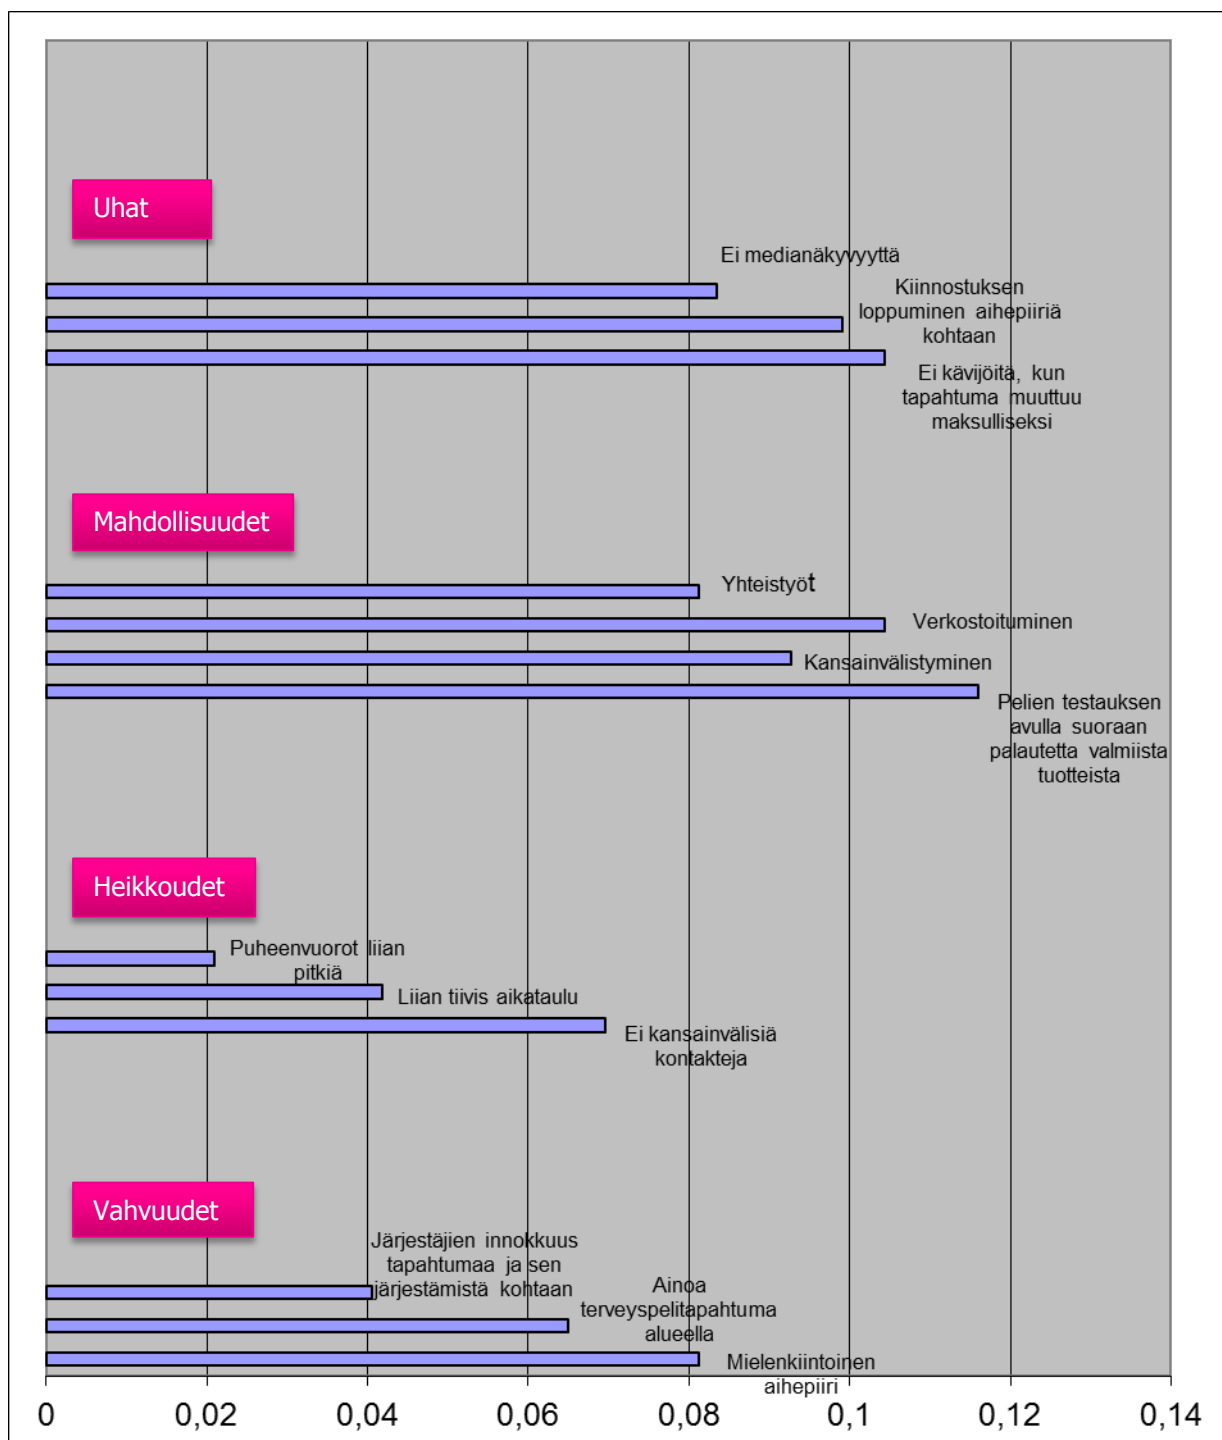 Uhat
Ei medianäkyvyyttä
Kiinnostuksen
loppuminen aihepiiriä
kohtaan
Ei kävijöitä, kun
tapahtuma muuttuu
maksulliseksi
Mahdollisuudet
Yhteistyöt
Verkostoituminen
Kansainvälistyminen
Pelien testauksen
avulla suoraan
palautetta valmiista
tuotteista
Heikkoudet
Puheenvuorot liian
pitkiä
Liian tiivis aikataulu
Ei kansainvälisiä
kontakteja
Vahvuudet
Järjestäjien innokkuus
tapahtumaa ja sen
järjestämistä kohtaan
Ainoa
terveyspelitapahtuma
alueella
Mielenkiintoinen
aihepiiri
0 0,02 0,04 0,06 0,08 0,1 0,12 0,14